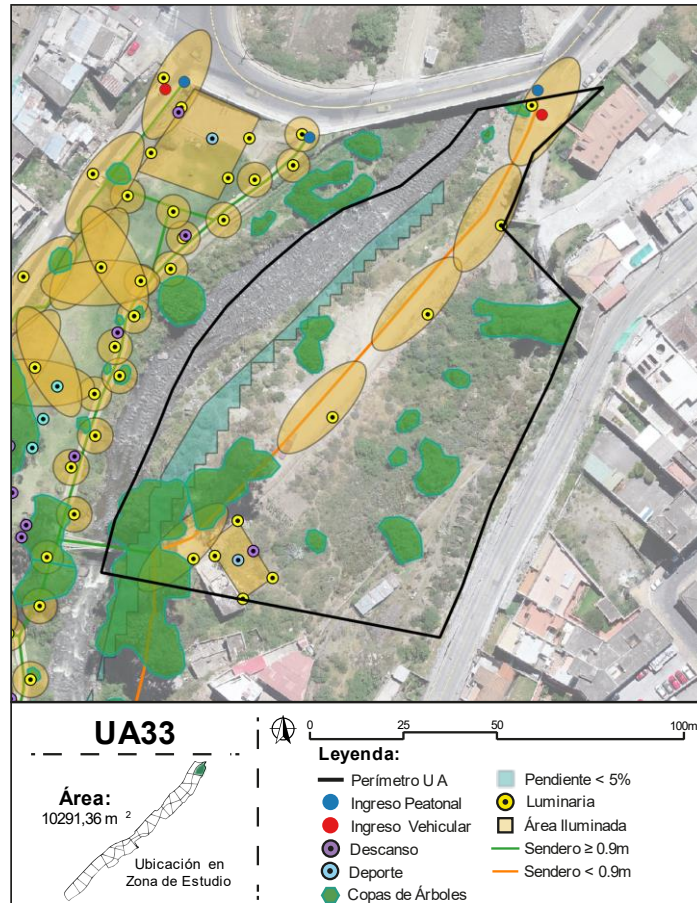 UA33
Área:
10291,36 m 2
Ubicación en
Zona de Estudio
0 25 50 100m
Leyenda:
Perímetro U A
Ingreso Peatonal
Ingreso Vehicular
Descanso
Deporte
Copas de Árboles
Pendiente < 5%
Luminaria
Área Iluminada
Sendero ≥ 0.9m
Sendero < 0.9m